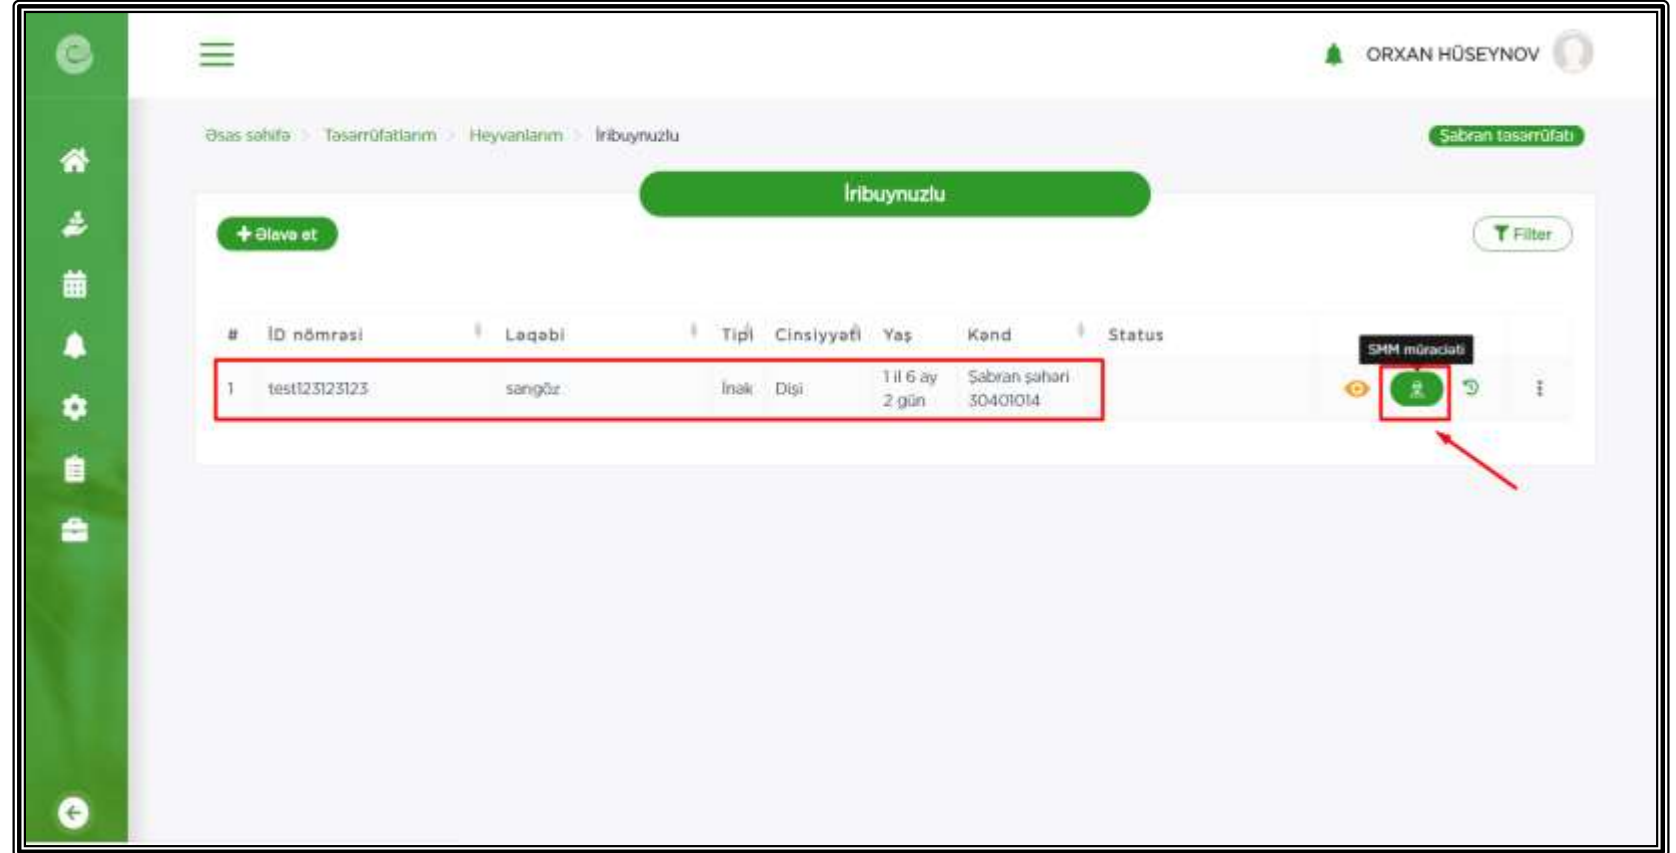 ORXAN HÜSEYNOV
Əsas səhifə > Təsərrüfatlarım > Heyvanlarım > İribuynuzlu
Şabran təsərrüfatı
İribuynuzlu
+ Əlavə et
Filter
# İD nömrəsi Ləqəbi Tipi Cinsiyyəti Yaş Kənd Status
SMM müraciəti
1 test123123123 sarıgöz İnək Dişi 1 il 6 ay Şabran şəhəri
2 gün 30401014